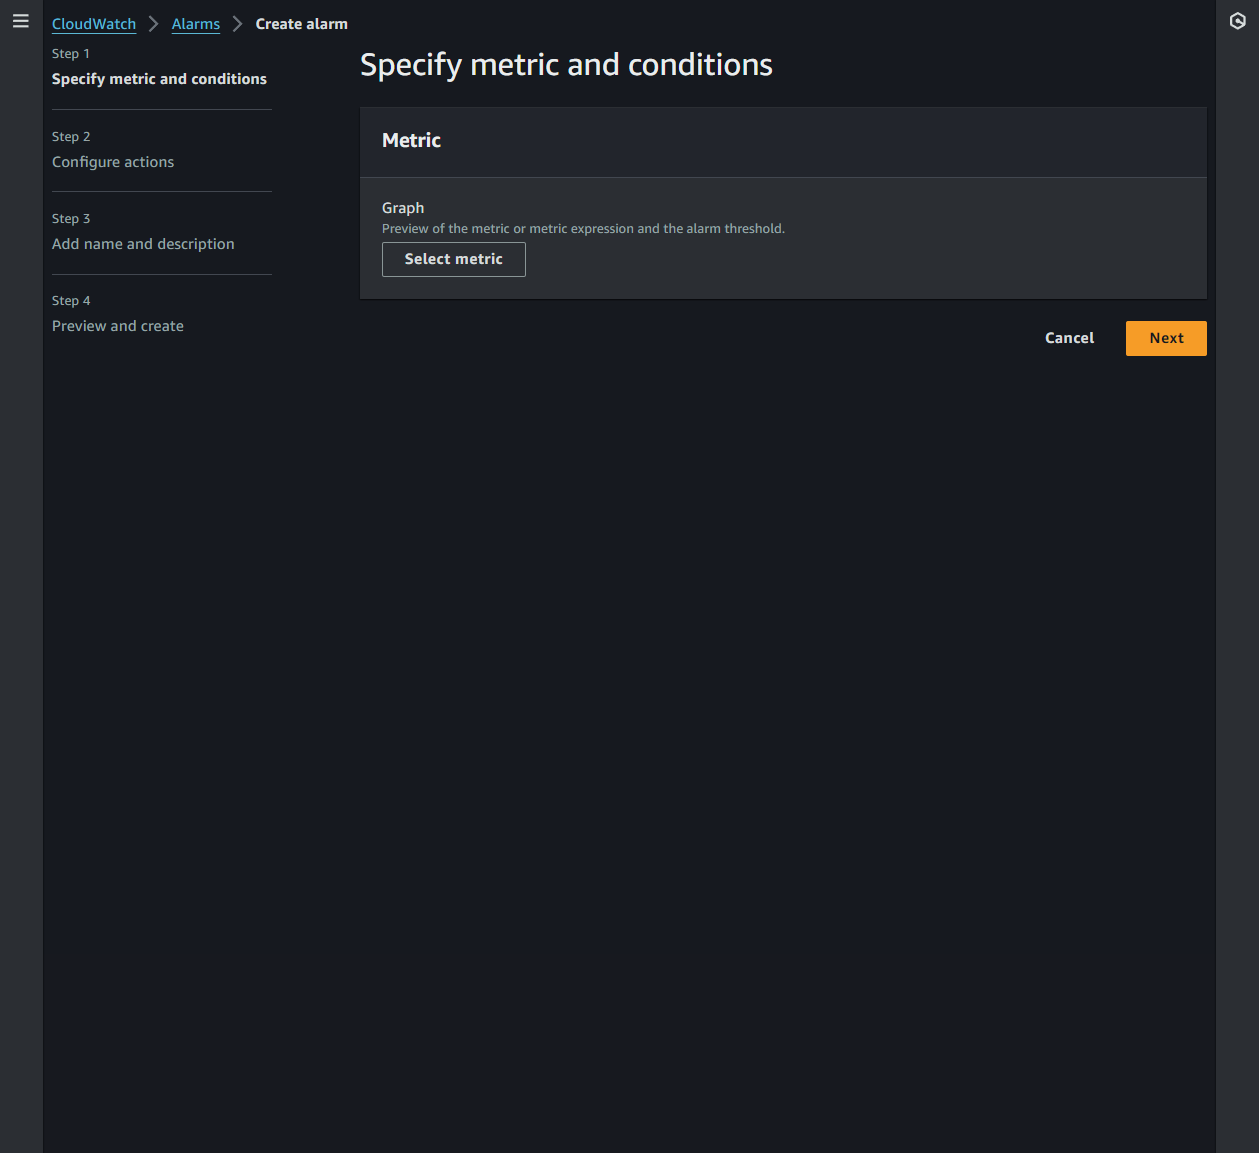 CloudWatch > Alarms > Create alarm
Step 1
Specify metric and conditions
Step 2
Configure actions
Step 3
Add name and description
Step 4
Preview and create
Specify metric and conditions
Metric
Graph
Preview of the metric or metric expression and the alarm threshold.
Select metric
Cancel
Next